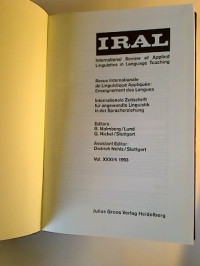 IRAL
International Review of Applied
Linguistics in Language Teaching
Revue Internationale
de Linguistique Appliquée:
Enseignement des Langues
Internationale Zeitschrift
für angewandte Linguistik
in der Spracherziehung
Editors:
G. Malmberg/Lund
G. Nickel/Stuttgart
Assistant Editor:
Dietrich Nehls/Stuttgart
Vol. XXXI/1 1993
Julius Groos Verlag Heidelberg